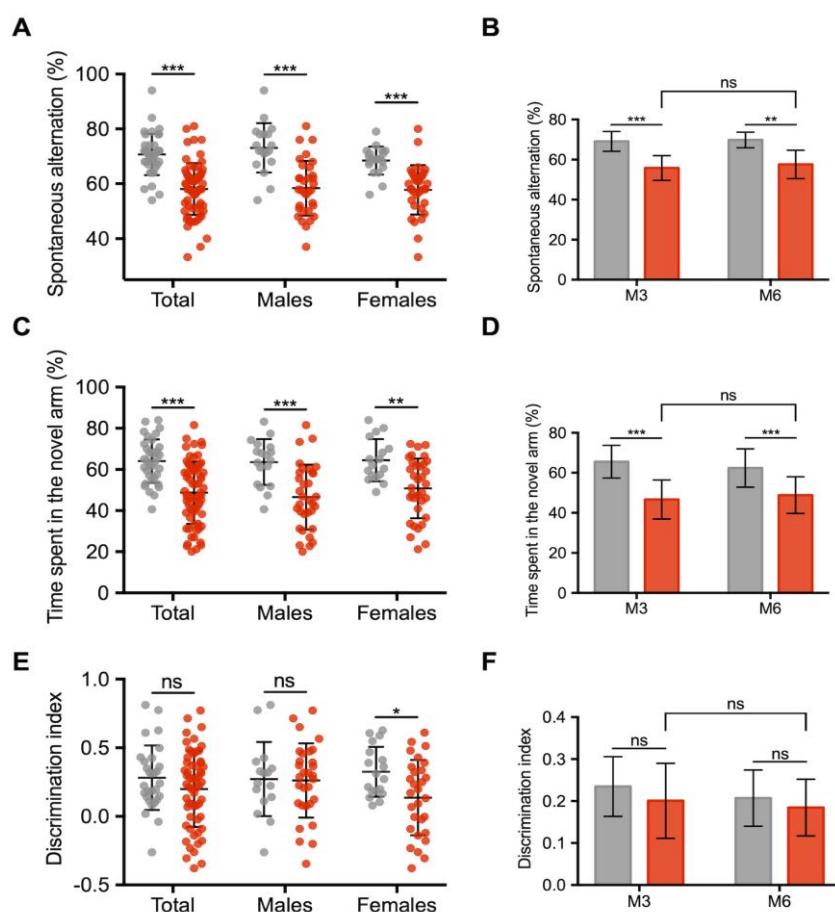 A
Spontaneous alternation (%)
100
80
60
40
***
***
***
Total
Males
Females
B
Spontaneous alternation (%)
80
60
40
20
0
ns
***
**
M3
M6
C
Time spent in the novel arm (%)
100
80
60
40
20
0
***
***
**
Total
Males
Females
D
Time spent in the novel arm (%)
80
60
40
20
0
ns
***
***
M3
M6
E
Discrimination index
1.0
0.5
0.0
-0.5
ns
ns
*
Total
Males
Females
F
Discrimination index
0.4
0.3
0.2
0.1
0.0
ns
ns
ns
M3
M6